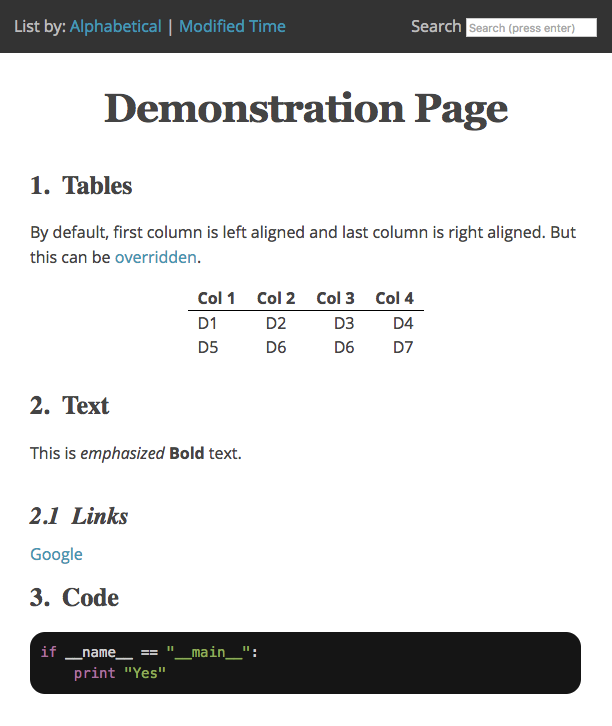 List by: Alphabetical | Modified Time Search Search (press enter)
Demonstration Page
1. Tables
By default, first column is left aligned and last column is right aligned. But
this can be overridden.
Col 1 Col 2 Col 3 Col 4
D1 D2 D3 D4
D5 D6 D6 D7
2. Text
This is emphasized Bold text.
2.1 Links
Google
3. Code
if __name__ == "__main__":
    print "Yes"